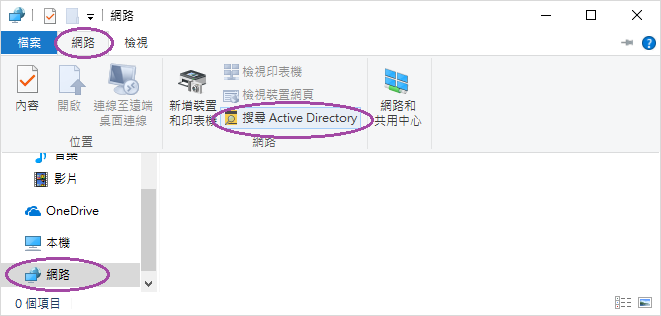 網路
檔案
網路
檢視
內容
開啟
連線至遠端
桌面連線
位置
新增裝置
和印表機
檢視印表機
檢視裝置網頁
搜尋 Active Directory
網路
網路和
共用中心
音樂
影片
OneDrive
本機
網路
0 個項目